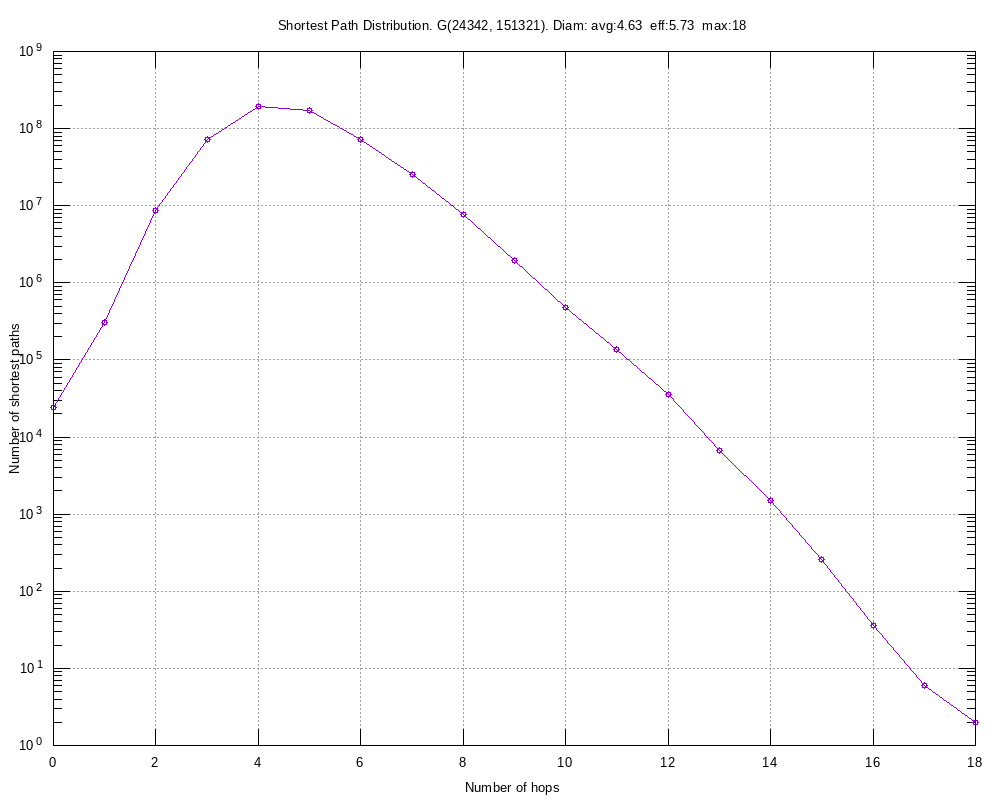 Shortest Path Distribution. G(24342, 151321). Diam: avg:4.63  eff:5.73  max:18
10^9
10^8
10^7
10^6
10^5
10^4
10^3
10^2
10^1
10^0
Number of shortest paths
0 2 4 6 8 10 12 14 16 18
Number of hops